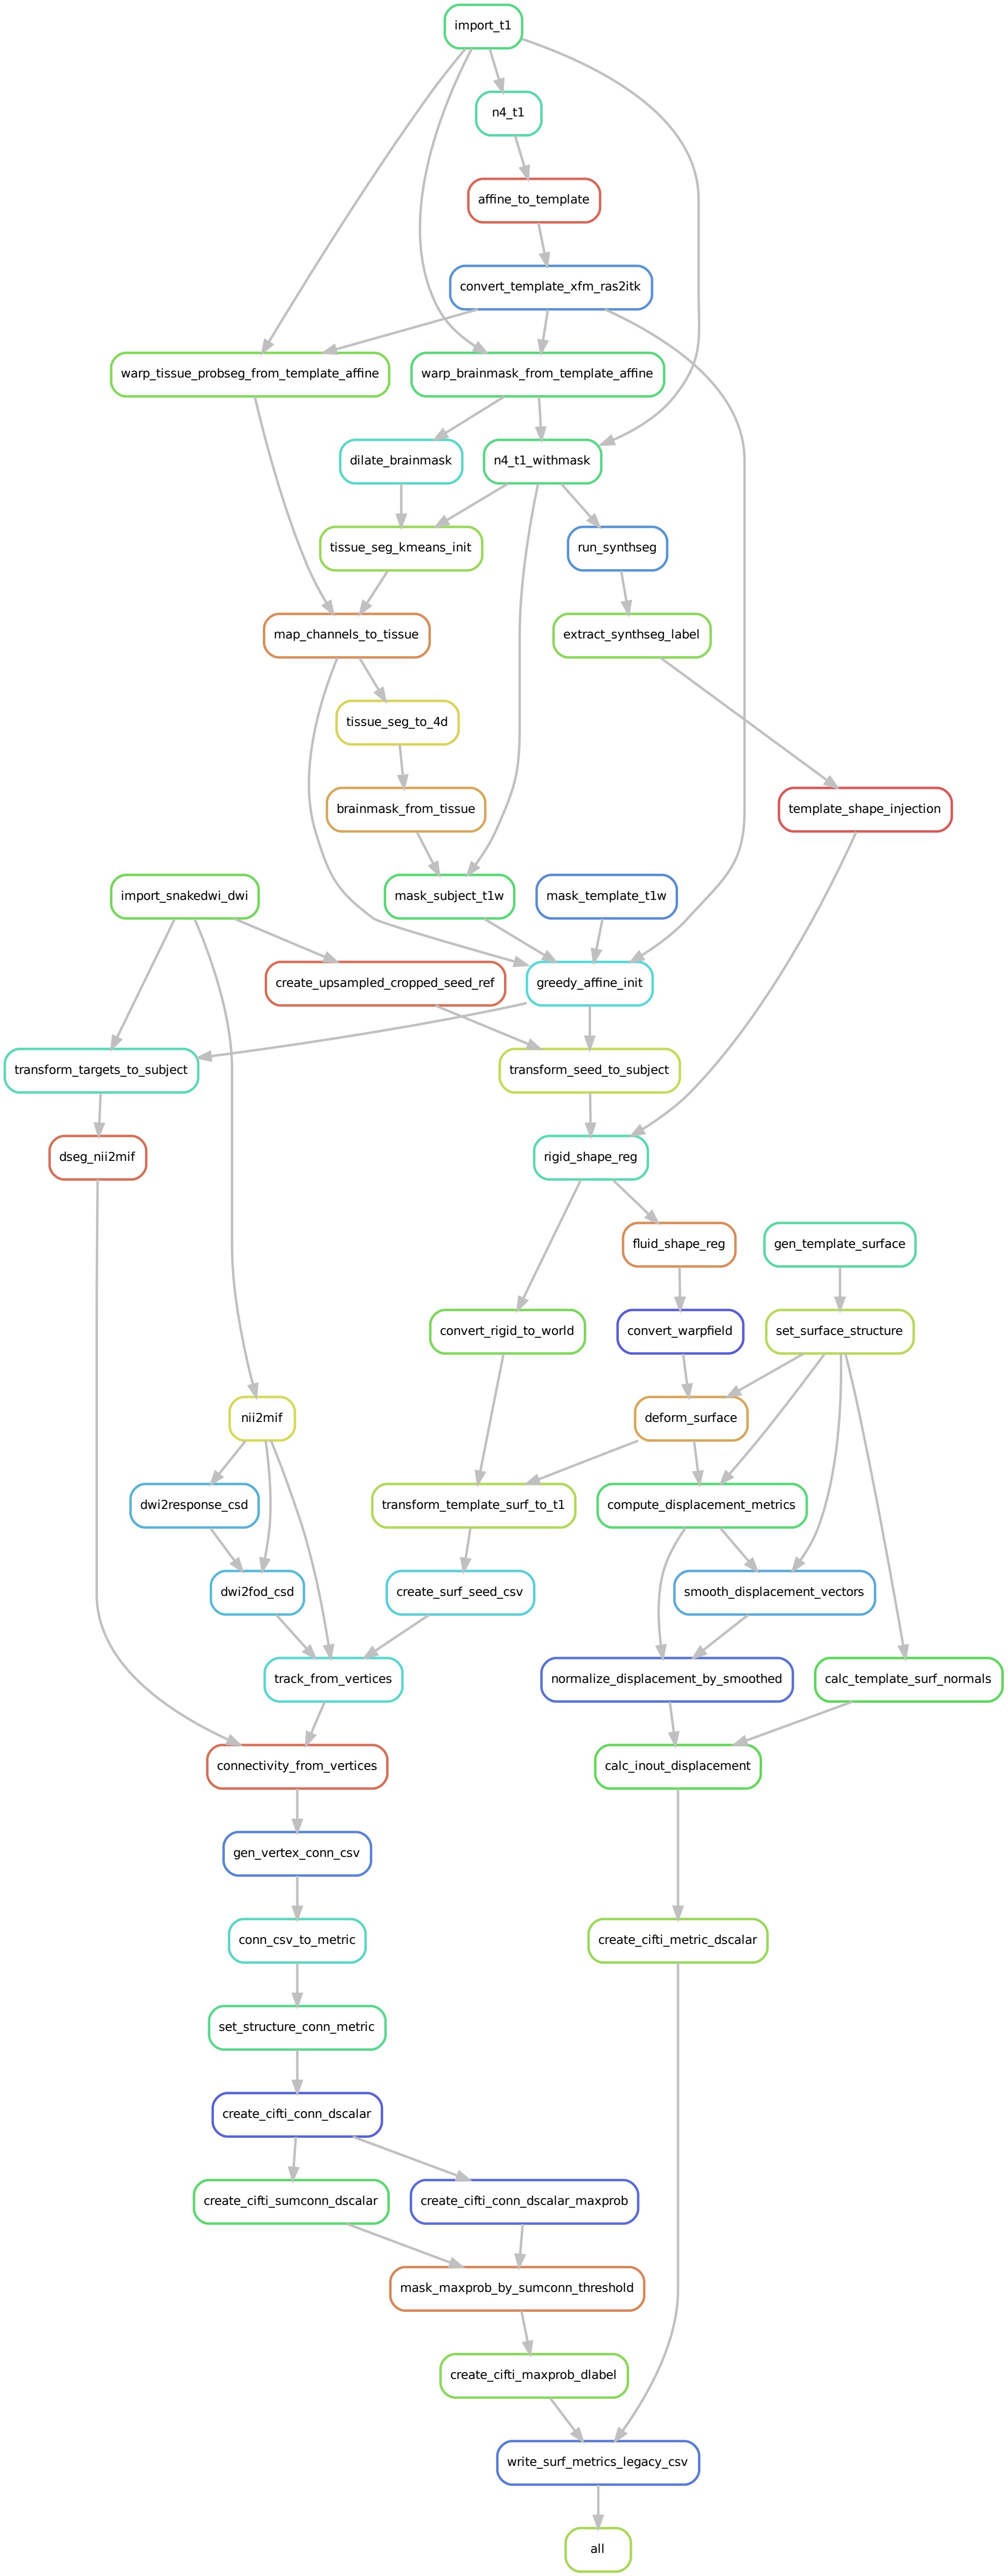 import_t1
n4_t1
affine_to_template
convert_template_xfm_ras2itk
warp_tissue_probseg_from_template_affine
warp_brainmask_from_template_affine
dilate_brainmask
n4_t1_withmask
tissue_seg_kmeans_init
run_synthseg
map_channels_to_tissue
extract_synthseg_label
tissue_seg_to_4d
brainmask_from_tissue
template_shape_injection
import_snakedwi_dwi
mask_subject_t1w
mask_template_t1w
create_upsampled_cropped_seed_ref
greedy_affine_init
transform_targets_to_subject
transform_seed_to_subject
dseg_nii2mif
rigid_shape_reg
fluid_shape_reg
gen_template_surface
convert_rigid_to_world
convert_warpfield
set_surface_structure
nii2mif
deform_surface
dwi2response_csd
transform_template_surf_to_t1
compute_displacement_metrics
dwi2fod_csd
create_surf_seed_csv
smooth_displacement_vectors
track_from_vertices
normalize_displacement_by_smoothed
calc_template_surf_normals
connectivity_from_vertices
calc_inout_displacement
gen_vertex_conn_csv
conn_csv_to_metric
create_cifti_metric_dscalar
set_structure_conn_metric
create_cifti_conn_dscalar
create_cifti_sumconn_dscalar
create_cifti_conn_dscalar_maxprob
mask_maxprob_by_sumconn_threshold
create_cifti_maxprob_dlabel
write_surf_metrics_legacy_csv
all